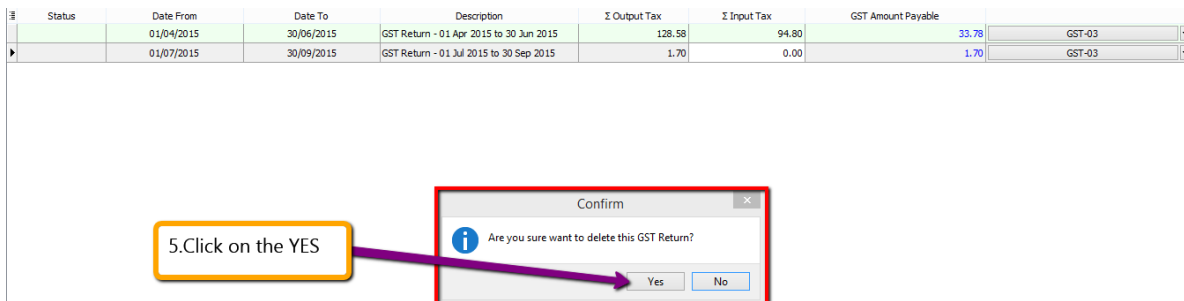 Status Date From Date To Description Σ Output Tax Σ Input Tax GST Amount Payable
01/04/2015 30/06/2015 GST Return - 01 Apr 2015 to 30 Jun 2015 128.58 94.80 33.78 GST-03
01/07/2015 30/09/2015 GST Return - 01 Jul 2015 to 30 Sep 2015 1.70 0.00 1.70 GST-03
Confirm
5.Click on the YES
Are you sure want to delete this GST Return?
Yes No